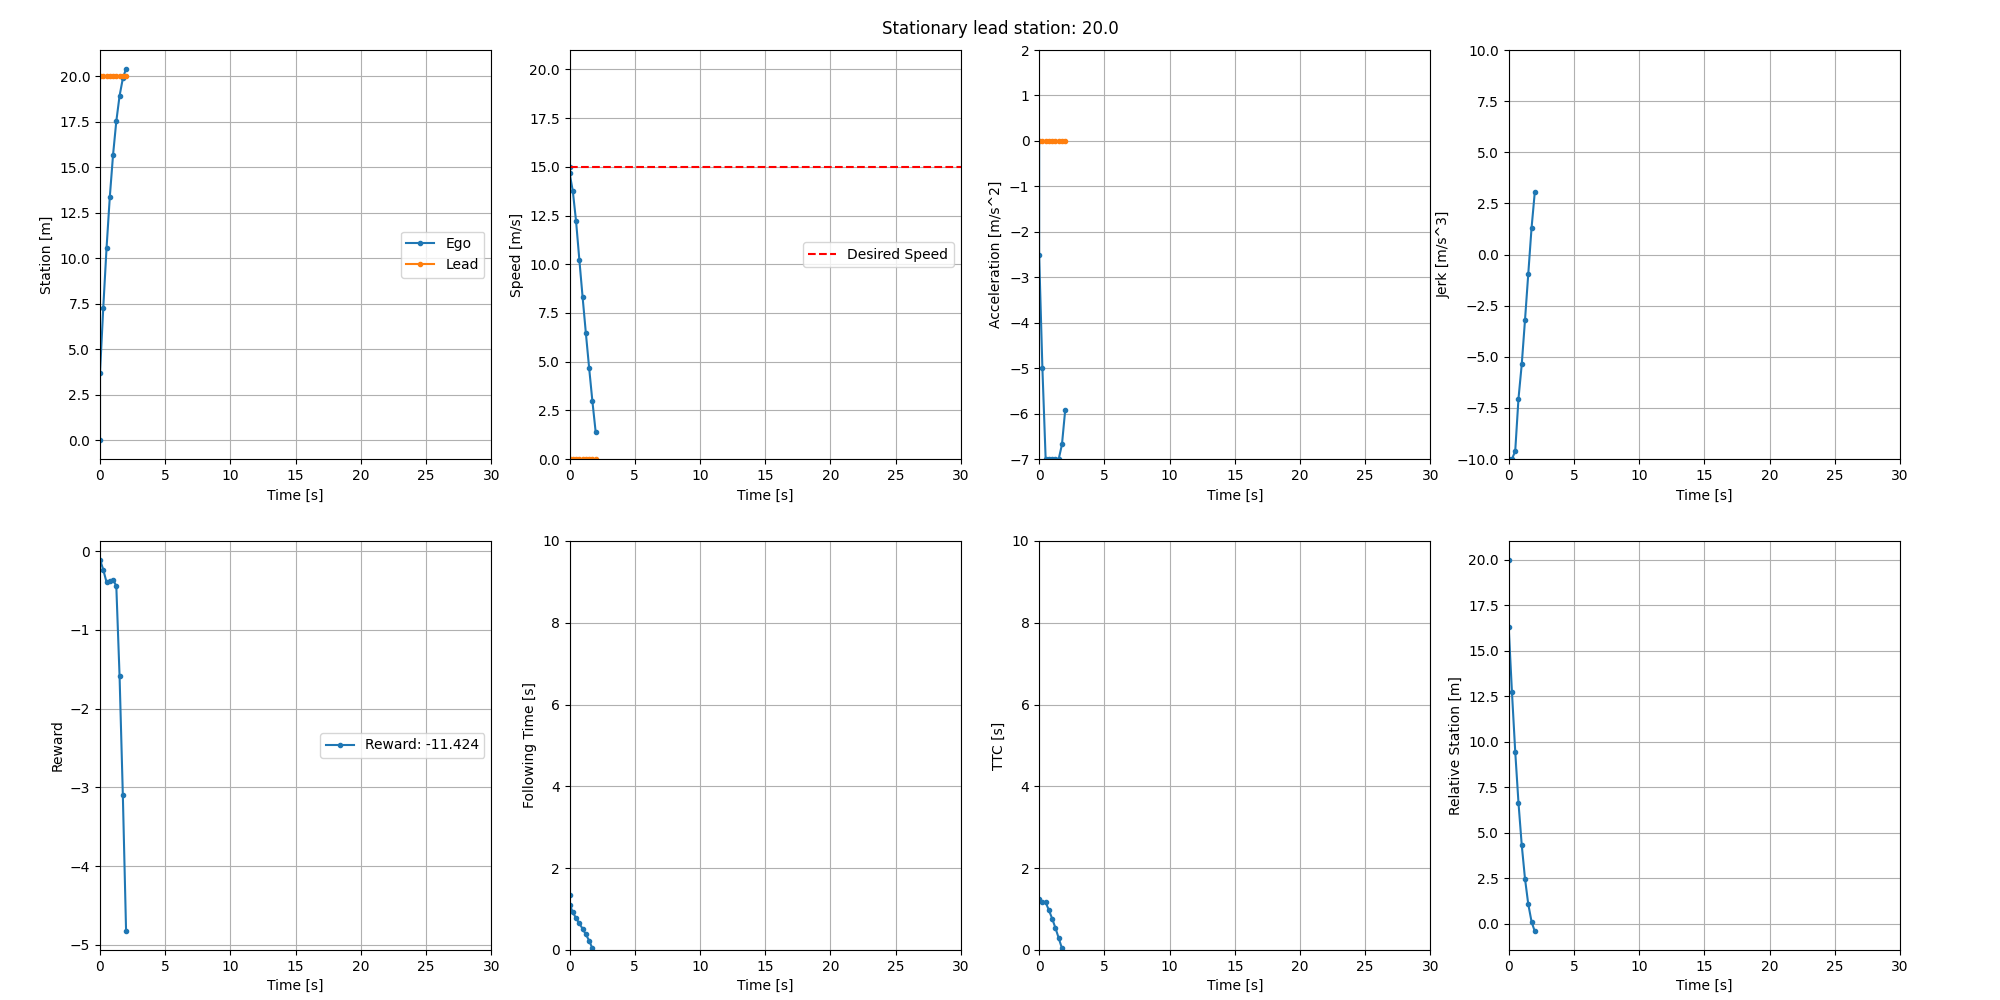 Stationary lead station: 20.0
Station [m]
20.0
17.5
15.0
12.5
10.0
7.5
5.0
2.5
0.0
Ego
Lead
0 5 10 15 20 25 30
Time [s]
Speed [m/s]
20.0
17.5
15.0
12.5
10.0
7.5
5.0
2.5
0.0
Desired Speed
0 5 10 15 20 25 30
Time [s]
Acceleration [m/s^2]
2
1
0
−1
−2
−3
−4
−5
−6
−7
0 5 10 15 20 25 30
Time [s]
Jerk [m/s^3]
10.0
7.5
5.0
2.5
0.0
−2.5
−5.0
−7.5
−10.0
0 5 10 15 20 25 30
Time [s]
Reward
0
−1
−2
−3
−4
−5
Reward: -11.424
0 5 10 15 20 25 30
Time [s]
Following Time [s]
10
8
6
4
2
0
0 5 10 15 20 25 30
Time [s]
TTC [s]
10
8
6
4
2
0
0 5 10 15 20 25 30
Time [s]
Relative Station [m]
20.0
17.5
15.0
12.5
10.0
7.5
5.0
2.5
0.0
0 5 10 15 20 25 30
Time [s]